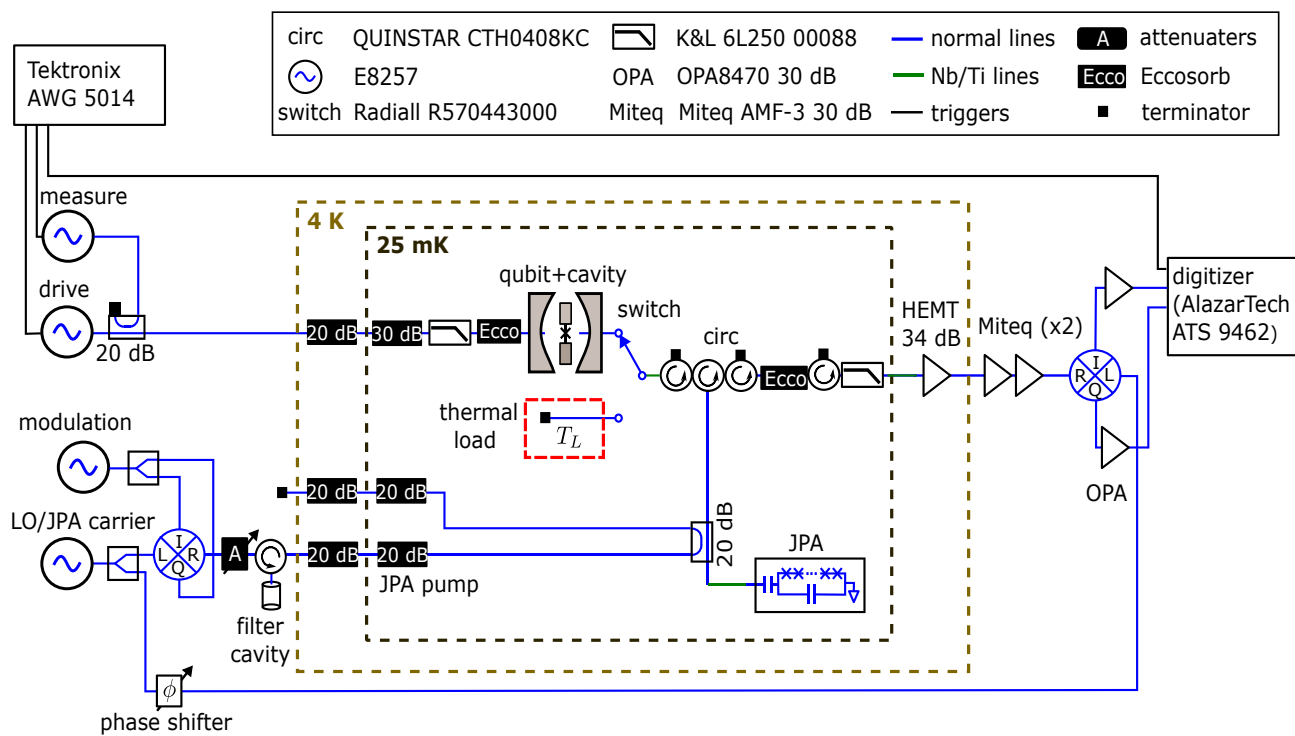 circ QUINSTAR CTH0408KC K&L 6L250 00088 normal lines A attenuaters
E8257 OPA OPA8470 30 dB Nb/Ti lines Ecco Eccosorb
switch Radiall R570443000 Miteq Miteq AMF-3 30 dB triggers terminator
Tektronix
AWG 5014
measure
drive
20 dB
4 K
25 mK
qubit+cavity
switch
circ
HEMT
34 dB
Miteq (x2)
digitizer
(AlazarTech
ATS 9462)
20 dB 30 dB Ecco
Ecco
I
R L
Q
OPA
thermal
load
T_L
modulation
20 dB 20 dB
LO/JPA carrier
I
L R
Q
A
20 dB 20 dB
JPA pump
20 dB
JPA
filter
cavity
ϕ
phase shifter